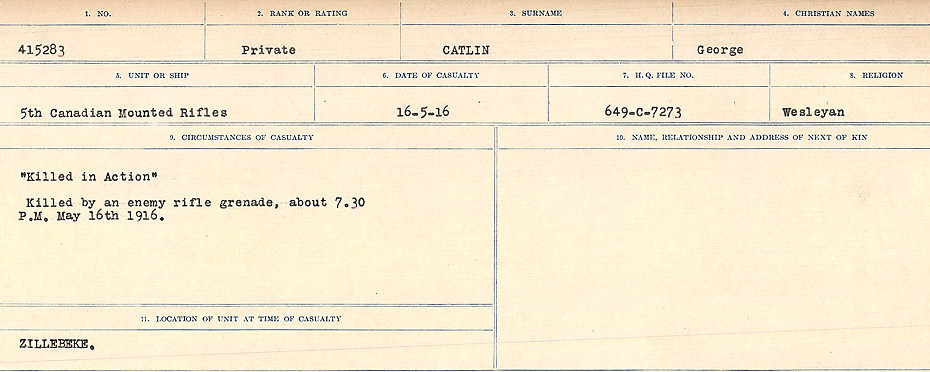 1. NO. 2. RANK OR RATING 3. SURNAME 4. CHRISTIAN NAMES
415283 Private CATLIN George
5. UNIT OR SHIP 6. DATE OF CASUALTY 7. H. Q. FILE NO. 8. RELIGION
5th Canadian Mounted Rifles 16-5-16 649-C-7273 Wesleyan
9. CIRCUMSTANCES OF CASUALTY 10. NAME, RELATIONSHIP AND ADDRESS OF NEXT OF KIN
"Killed in Action"
Killed by an enemy rifle grenade, about 7.30
P.M. May 16th 1916.
11. LOCATION OF UNIT AT TIME OF CASUALTY
ZILLEBEKE.